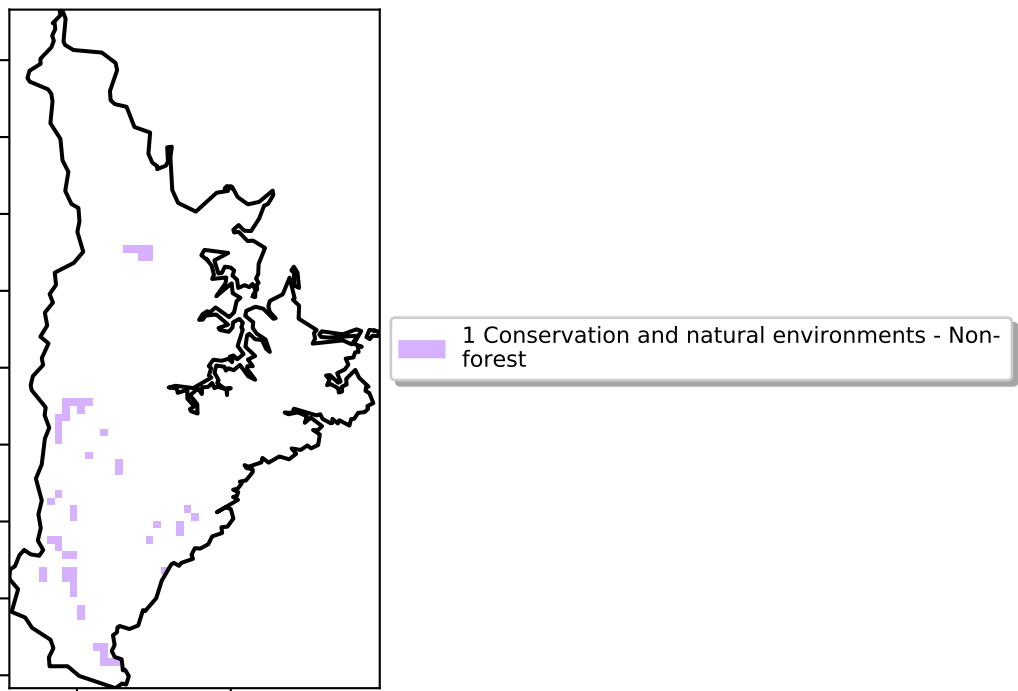 1 Conservation and natural environments - Non-
forest